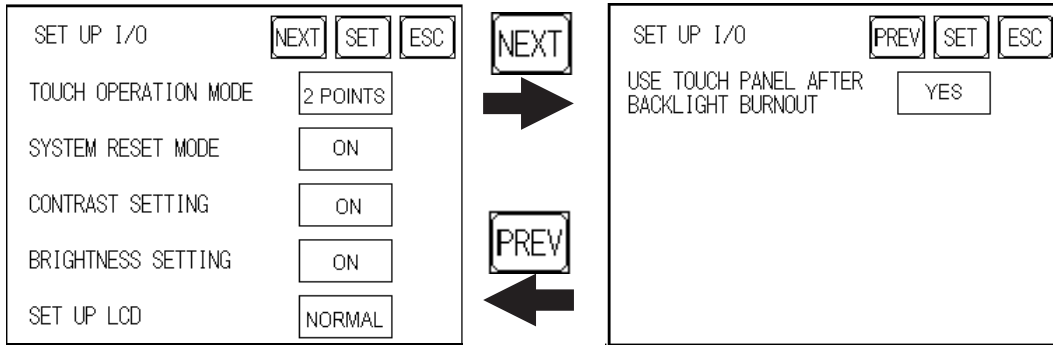 SET UP I/O NEXT SET ESC
TOUCH OPERATION MODE 2 POINTS
SYSTEM RESET MODE ON
CONTRAST SETTING ON
BRIGHTNESS SETTING ON
SET UP LCD NORMAL
NEXT
PREV
SET UP I/O PREV SET ESC
USE TOUCH PANEL AFTER
BACKLIGHT BURNOUT YES